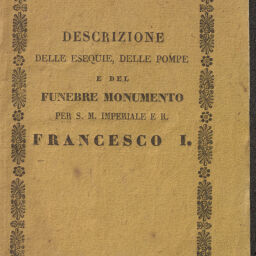 DESCRIZIONE
DELLE ESEQUIE, DELLE POMPE
E DEL
FUNEBRE MONUMENTO
PER S. M. IMPERIALE E R.
FRANCESCO I.